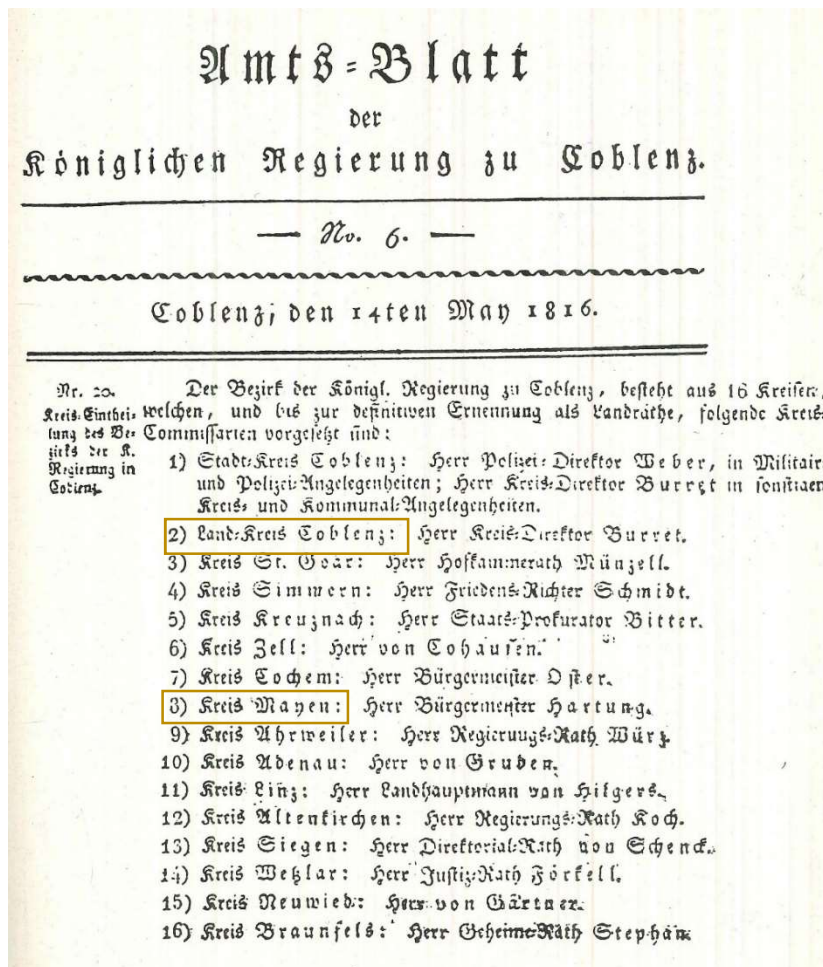 Amts-Blatt
der
Königlichen Regierung zu Coblenz.
— No. 6. —
Coblenz, den 14ten May 1816.
Nr. 20.
Kreis-Einthei-
lung des Be-
zirks der K.
Regierung in
Coblenz.
Der Bezirk der Königl. Regierung zu Coblenz, besteht aus 16 Kreisen,
welchen, und bis zur definitiven Ernennung als Landräthe, folgende Kreis-
Commissarien vorgesetzt sind:
1) Stadt-Kreis Coblenz: Herr Polizei-Direktor Weber, in Militair
und Polizei-Angelegenheiten; Herr Kreis-Direktor Burret in sonstigen
Kreis- und Kommunal-Angelegenheiten.
2) Land-Kreis Coblenz: Herr Kreis-Direktor Burret.
3) Kreis St. Goar: Herr Hofkammerath Münzell.
4) Kreis Simmern: Herr Friedens-Richter Schmidt.
5) Kreis Kreuznach: Herr Staats-Prokurator Bitter.
6) Kreis Zell: Herr von Cohausen.
7) Kreis Cochem: Herr Bürgermeister Oster.
8) Kreis Mayen: Herr Bürgermeister Hartung.
9) Kreis Ahrweiler: Herr Regieruugs-Rath Würz.
10) Kreis Adenau: Herr von Gruben.
11) Kreis Linz: Herr Landhauptmann von Hilgers.
12) Kreis Altenkirchen: Herr Regierungs-Rath Koch.
13) Kreis Siegen: Herr Direktorial-Rath von Schenck.
14) Kreis Wetzlar: Herr Justiz-Rath Förkell.
15) Kreis Neuwied: Herr von Gärtner.
16) Kreis Braunfels: Herr Geheime-Rath Stephan.